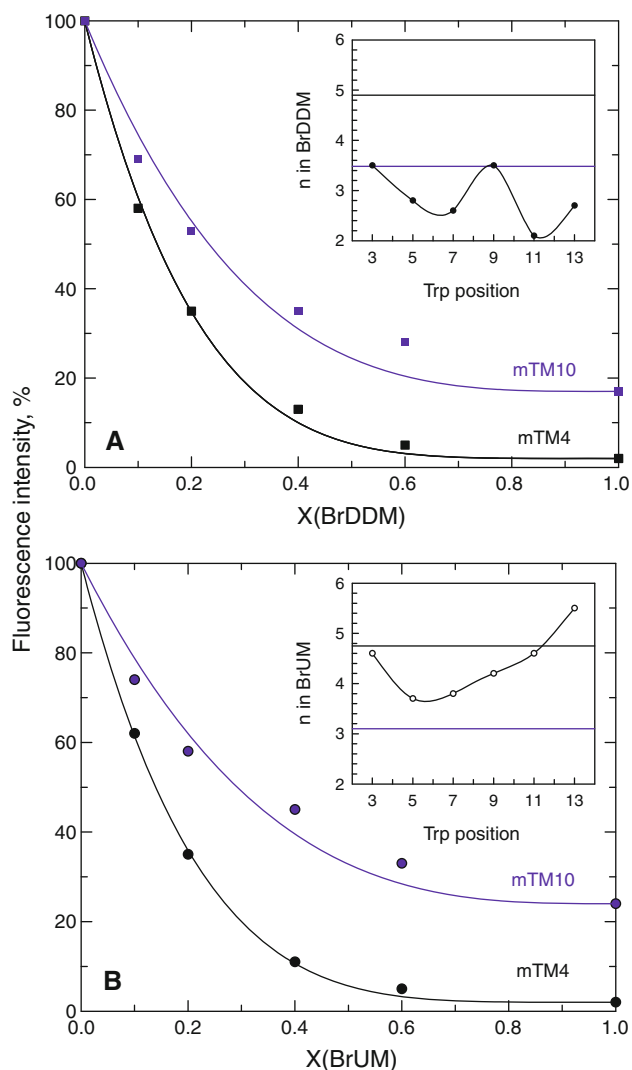 100
80
60
40
20
0
0.0 0.2 0.4 0.6 0.8 1.0
X(BrDDM)
A
mTM10
mTM4
6
5
4
3
2
n in BrDDM
3 5 7 9 11 13
Trp position
Fluorescence intensity, %
100
80
60
40
20
0
0.0 0.2 0.4 0.6 0.8 1.0
X(BrUM)
B
mTM10
mTM4
6
5
4
3
2
n in BrUM
3 5 7 9 11 13
Trp position